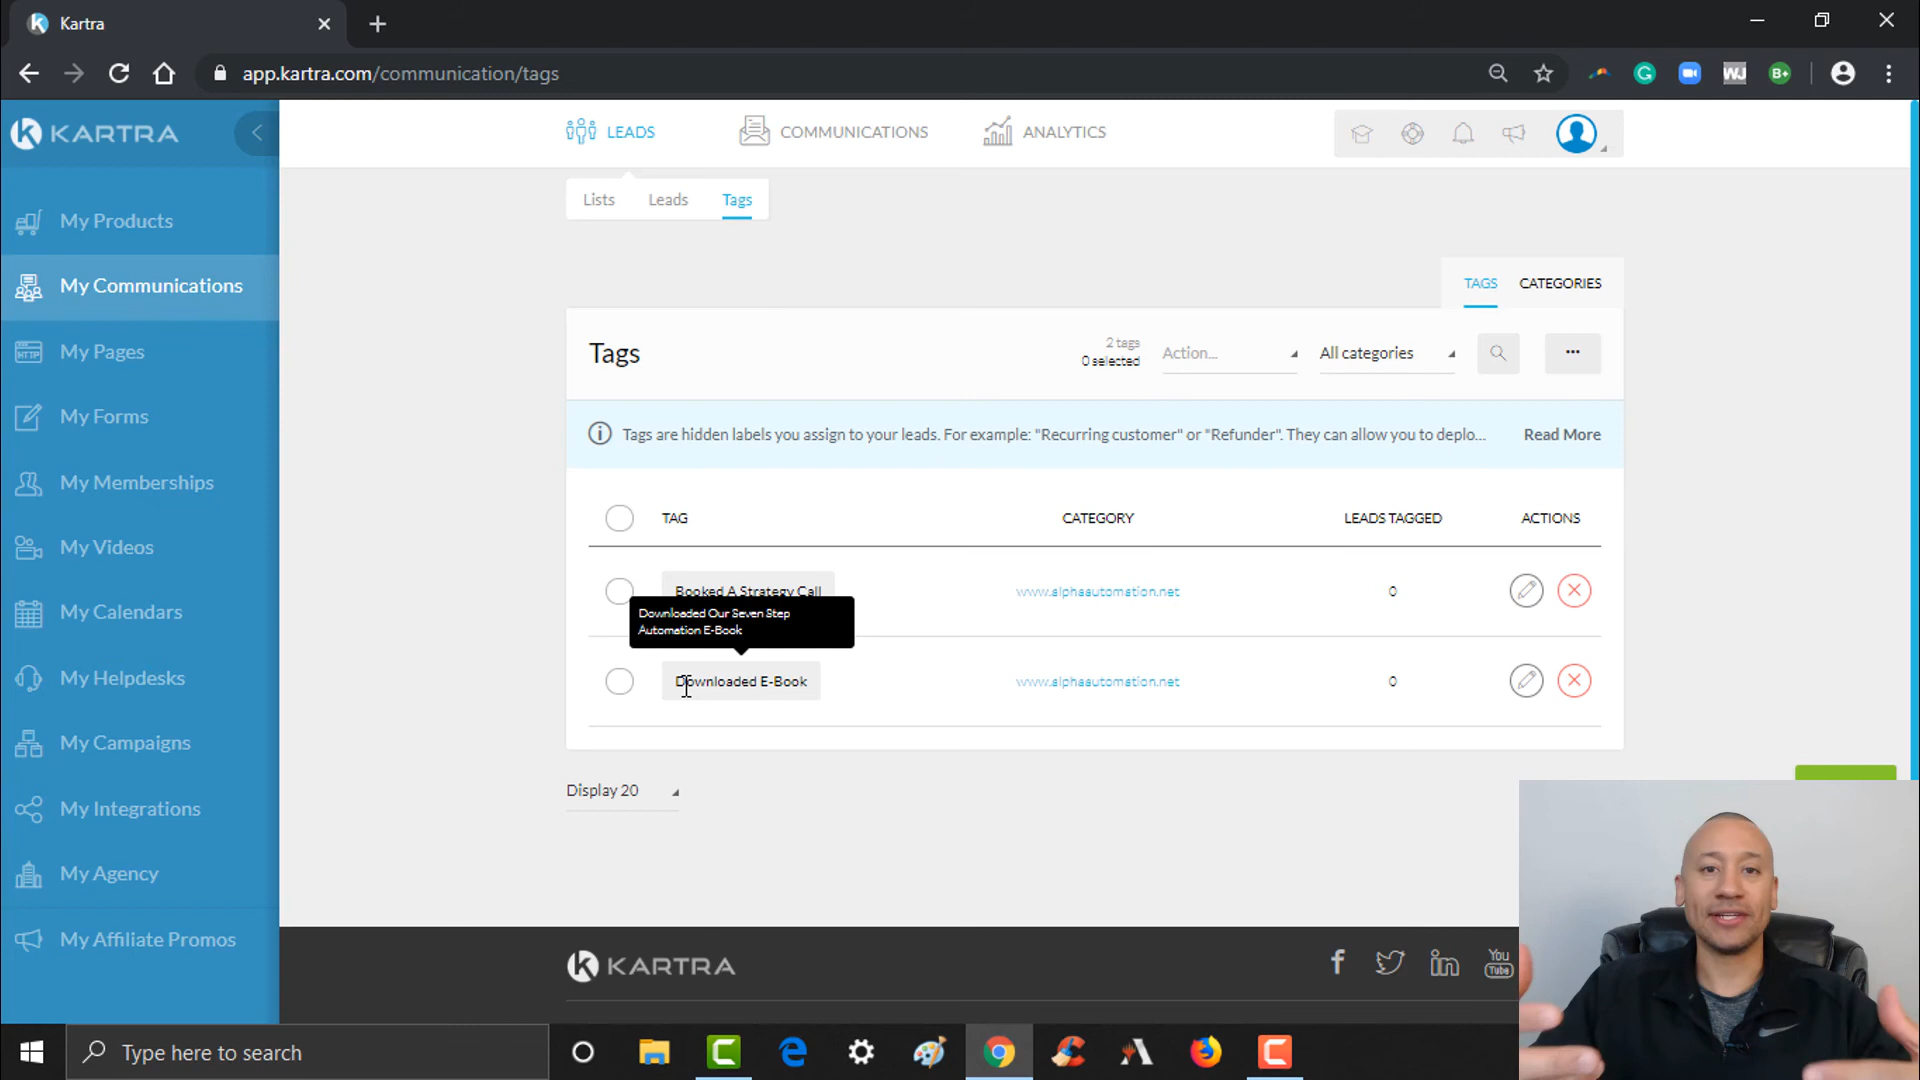 Kartra
app.kartra.com/communication/tags
WJ
B+
KARTRA
LEADS
COMMUNICATIONS
ANALYTICS
Lists
Leads
Tags
My Products
My Communications
My Pages
My Forms
My Memberships
My Videos
My Calendars
My Helpdesks
My Campaigns
My Integrations
My Agency
My Affiliate Promos
HTTP
TAGS
CATEGORIES
Tags
2 tags
0 selected
Action...
All categories
Tags are hidden labels you assign to your leads. For example: "Recurring customer" or "Refunder". They can allow you to deplo...
Read More
TAG
CATEGORY
LEADS TAGGED
ACTIONS
Booked A Strategy Call
www.alphaautomation.net
0
Downloaded Our Seven Step
Automation E-Book
Downloaded E-Book
www.alphaautomation.net
0
Display 20
KARTRA
You
Tube
Type here to search